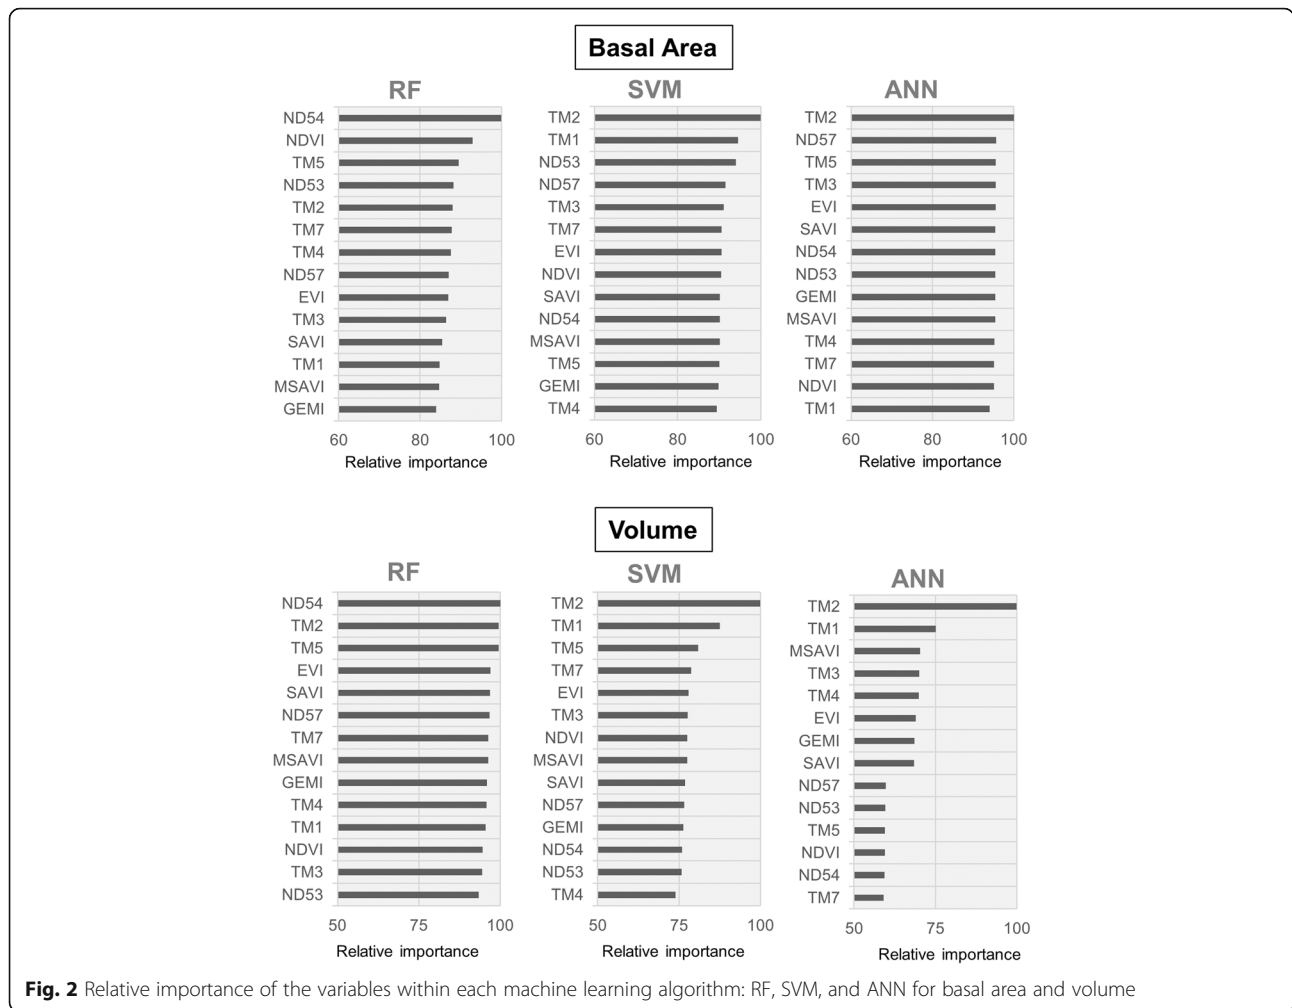 Basal Area
RF
ND54
NDVI
TM5
ND53
TM2
TM7
TM4
ND57
EVI
TM3
SAVI
TM1
MSAVI
GEMI
60 80 100
Relative importance
SVM
TM2
TM1
ND53
ND57
TM3
TM7
EVI
NDVI
SAVI
ND54
MSAVI
TM5
GEMI
TM4
60 80 100
Relative importance
ANN
TM2
ND57
TM5
TM3
EVI
SAVI
ND54
ND53
GEMI
MSAVI
TM4
TM7
NDVI
TM1
60 80 100
Relative importance
Volume
RF
ND54
TM2
TM5
EVI
SAVI
ND57
TM7
MSAVI
GEMI
TM4
TM1
NDVI
TM3
ND53
50 75 100
Relative importance
SVM
TM2
TM1
TM5
TM7
EVI
TM3
NDVI
MSAVI
SAVI
ND57
GEMI
ND54
ND53
TM4
50 75 100
Relative importance
ANN
TM2
TM1
MSAVI
TM3
TM4
EVI
GEMI
SAVI
ND57
ND53
TM5
NDVI
ND54
TM7
50 75 100
Relative importance
Fig. 2 Relative importance of the variables within each machine learning algorithm: RF, SVM, and ANN for basal area and volume